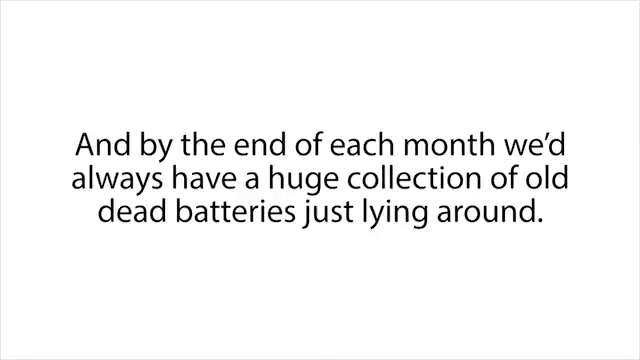 And by the end of each month we’d
always have a huge collection of old
dead batteries just lying around.